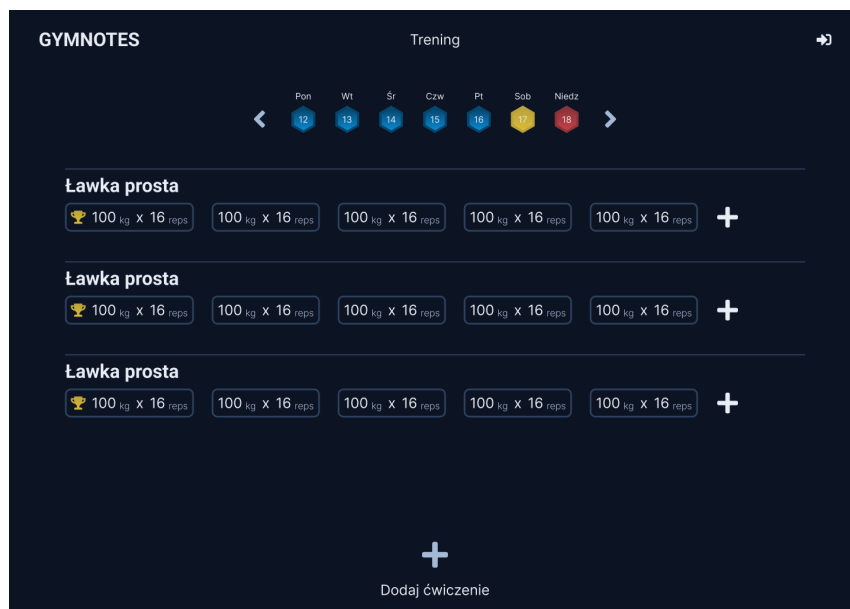 GYMNOTES Trening
Pon Wt Śr Czw Pt Sob Niedz
12 13 14 15 16 17 18
Ławka prosta
100 kg x 16 reps 100 kg x 16 reps 100 kg x 16 reps 100 kg x 16 reps 100 kg x 16 reps
Ławka prosta
100 kg x 16 reps 100 kg x 16 reps 100 kg x 16 reps 100 kg x 16 reps 100 kg x 16 reps
Ławka prosta
100 kg x 16 reps 100 kg x 16 reps 100 kg x 16 reps 100 kg x 16 reps 100 kg x 16 reps
Dodaj ćwiczenie